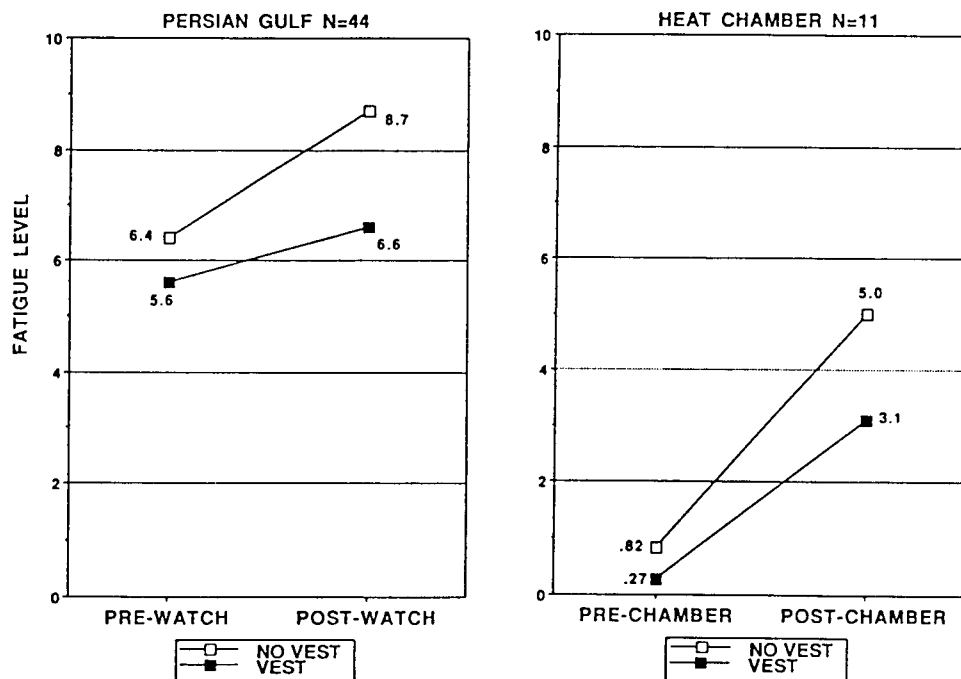 PERSIAN GULF N=44
10
8
6
4
2
0
FATIGUE LEVEL
8.7
6.4
6.6
5.6
PRE-WATCH POST-WATCH
NO VEST
VEST
HEAT CHAMBER N=11
10
8
6
4
2
0
5.0
3.1
.82
.27
PRE-CHAMBER POST-CHAMBER
NO VEST
VEST